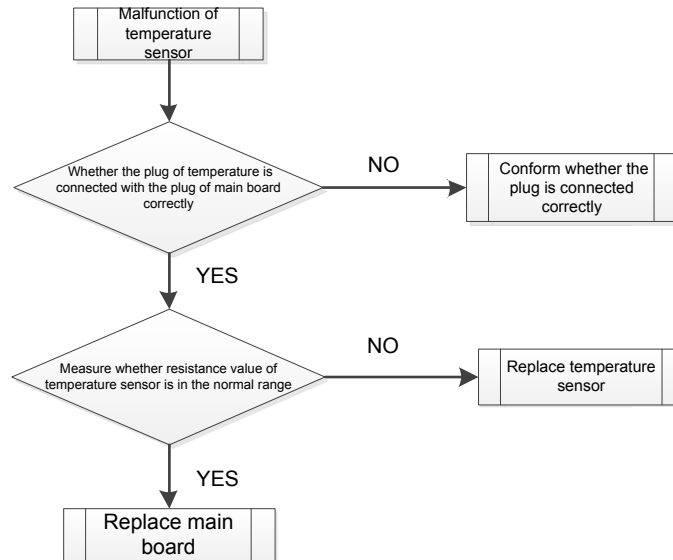 Malfunction of
temperature
sensor
Whether the plug of temperature is
connected with the plug of main board
correctly
NO
Conform whether the
plug is connected
correctly
YES
Measure whether resistance value of
temperature sensor is in the normal range
NO
Replace temperature
sensor
YES
Replace main
board